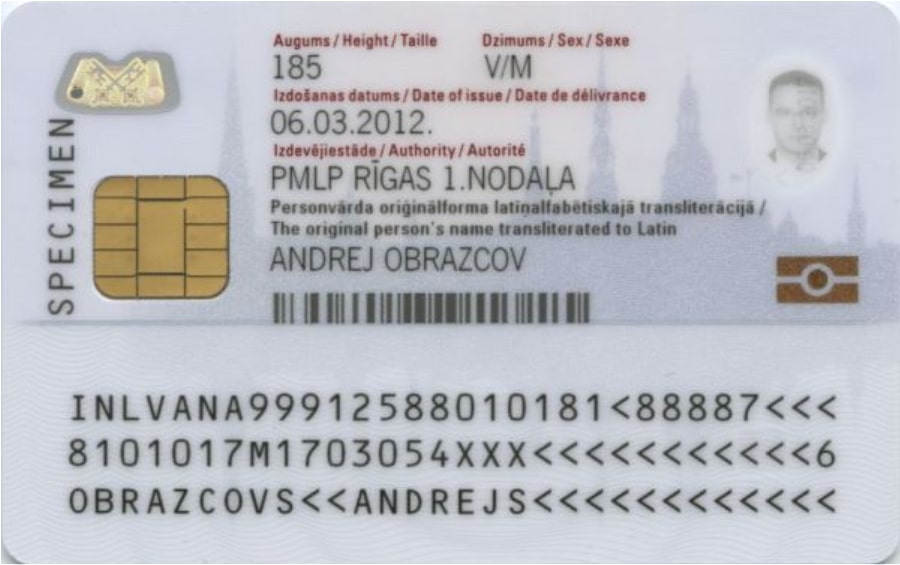 SPECIMEN
Augums / Height / Taille Dzimums / Sex / Sexe
185 V/M
Izdošanas datums / Date of issue / Date de délivrance
06.03.2012.
Izdevējiestāde / Authority / Autorité
PMLP RĪGAS 1.NODAĻA
Personvārda oriģinālforma latīņalfabētiskajā transliterācijā /
The original person's name transliterated to Latin
ANDREJ OBRAZCOV
INLVANA99912588010181<88887<<<
8101017M1703054XXX<<<<<<<<<<<6
OBRAZCOVS<<ANDREJS<<<<<<<<<<<<